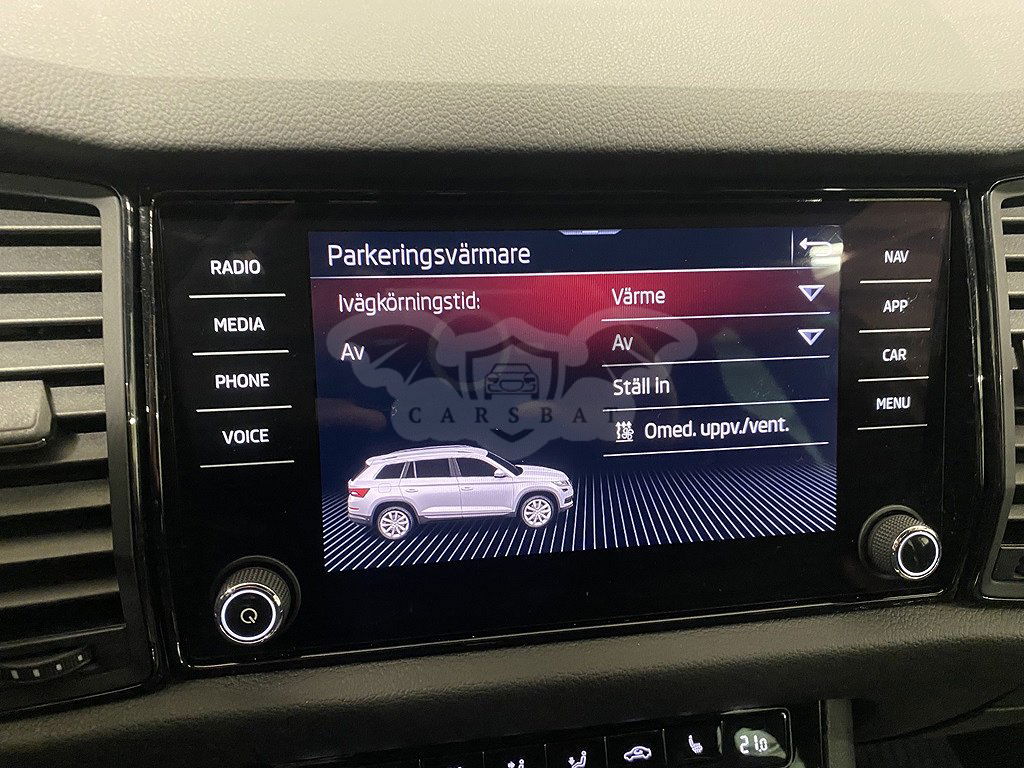 RADIO
MEDIA
PHONE
VOICE
Parkeringsvärmare
Ivägkörningstid:
Av
Värme
Av
Ställ in
Omed. uppv./vent.
CARSBAY
NAV
APP
CAR
MENU
21,0